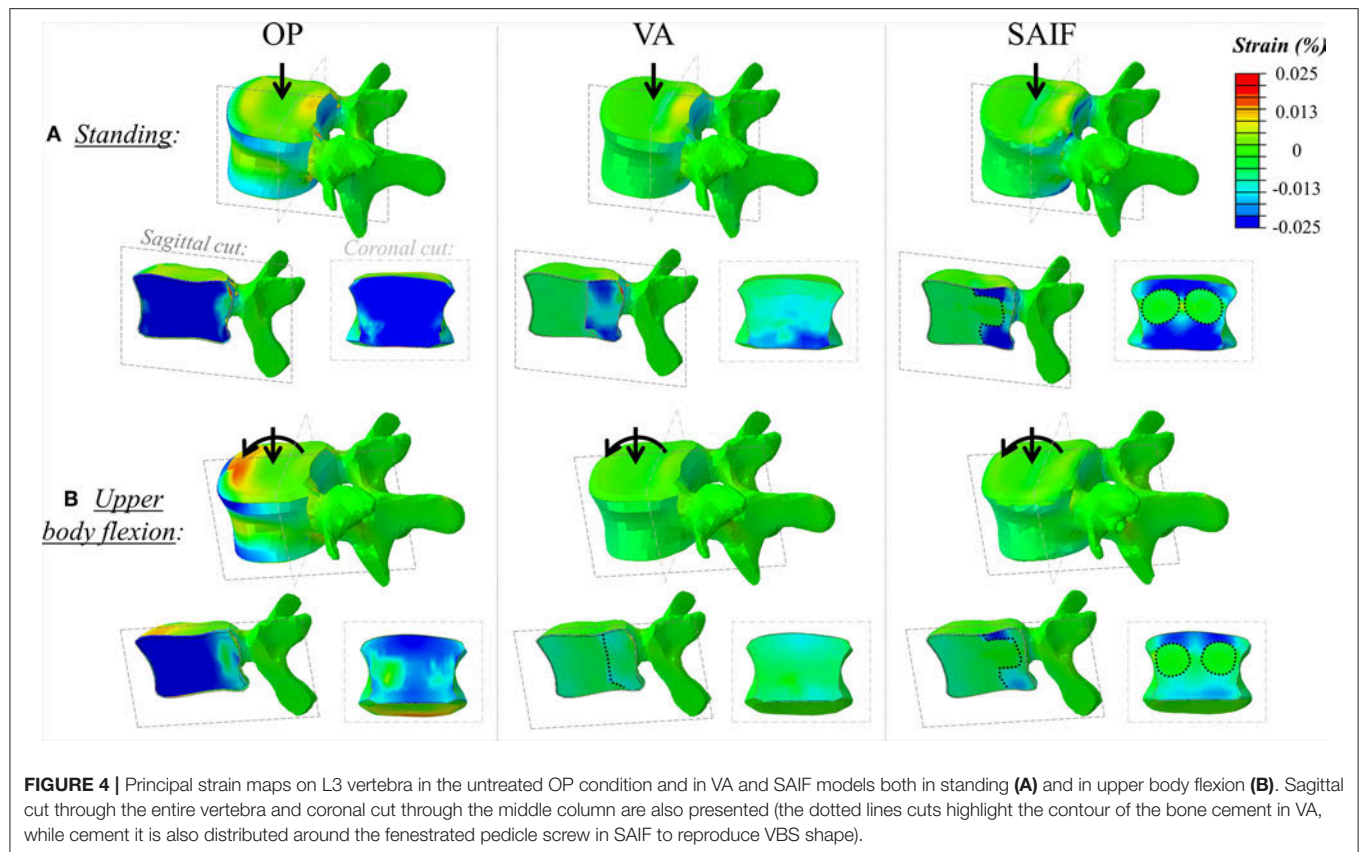 OP VA SAIF
Strain (%)
0.025
0.013
0
-0.013
-0.025
A Standing:
Sagittal cut: Coronal cut:
B Upper
body flexion:
FIGURE 4 | Principal strain maps on L3 vertebra in the untreated OP condition and in VA and SAIF models both in standing (A) and in upper body flexion (B). Sagittal
cut through the entire vertebra and coronal cut through the middle column are also presented (the dotted lines cuts highlight the contour of the bone cement in VA,
while cement it is also distributed around the fenestrated pedicle screw in SAIF to reproduce VBS shape).